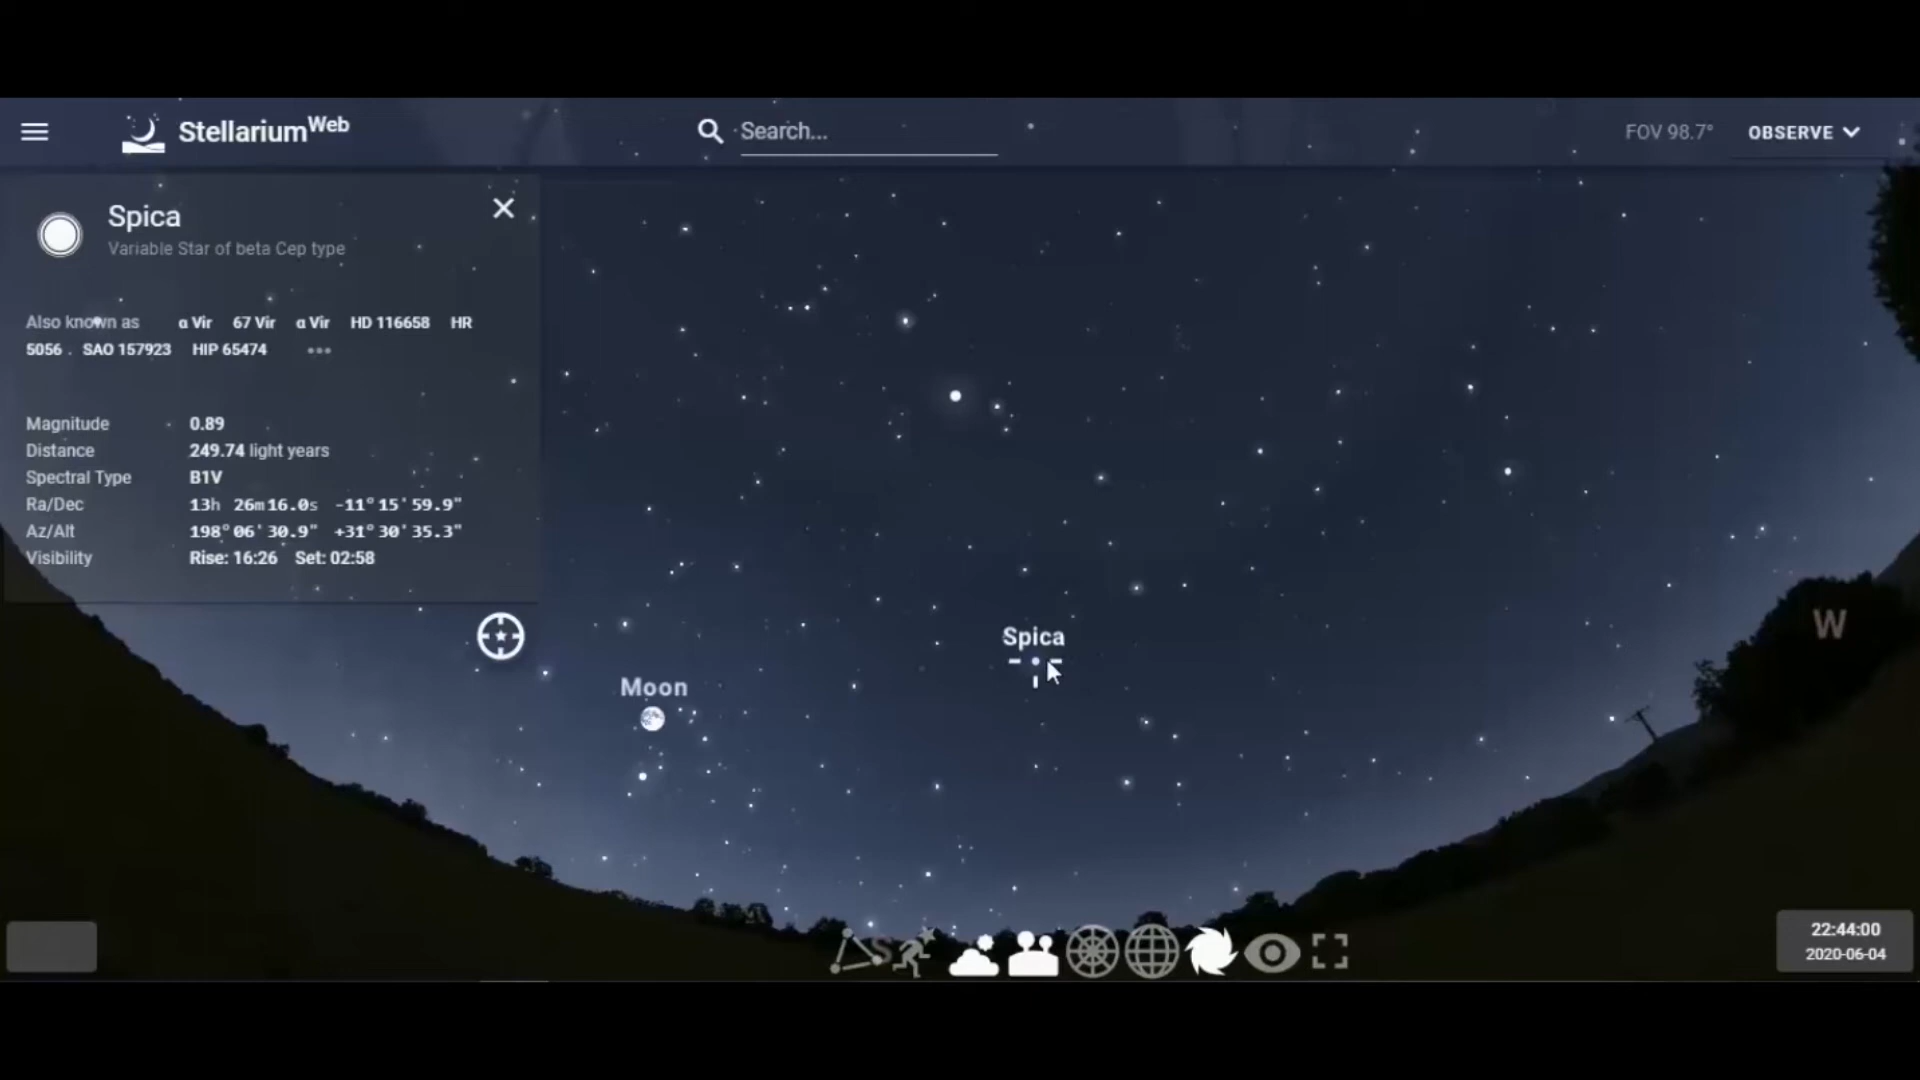 Stellarium Web
Search...
FOV 98.7°
OBSERVE
Spica
Variable Star of beta Cep type
Also known as α Vir 67 Vir α Vir HD 116658 HR
5056 SAO 157923 HIP 65474 •••
Magnitude 0.89
Distance 249.74 light years
Spectral Type B1V
Ra/Dec 13h 26m16.0s -11°15'59.9"
Az/Alt 198°06'30.9" +31°30'35.3"
Visibility Rise: 16:26 Set: 02:58
Spica
Moon
W
S
22:44:00
2020-06-04